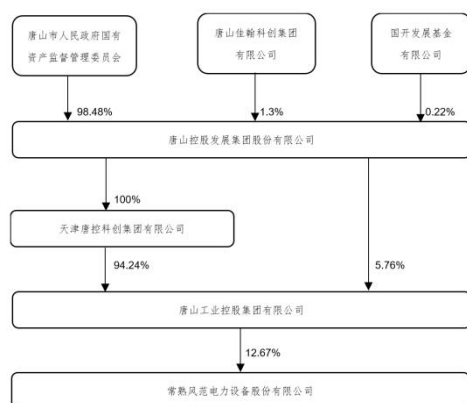 唐山市人民政府国有
资产监督管理委员会
唐山佳翰科创集团
有限公司
国开发展基金
有限公司
98.48%
1.3%
0.22%
唐山控股发展集团股份有限公司
100%
天津唐控科创集团有限公司
94.24%
5.76%
唐山工业控股集团有限公司
12.67%
常熟风范电力设备股份有限公司